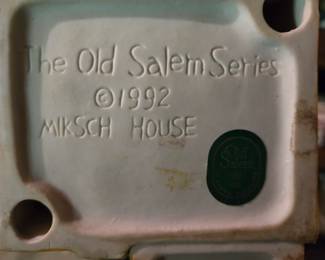 The Old Salem Series
©1992
MIKSCH HOUSE